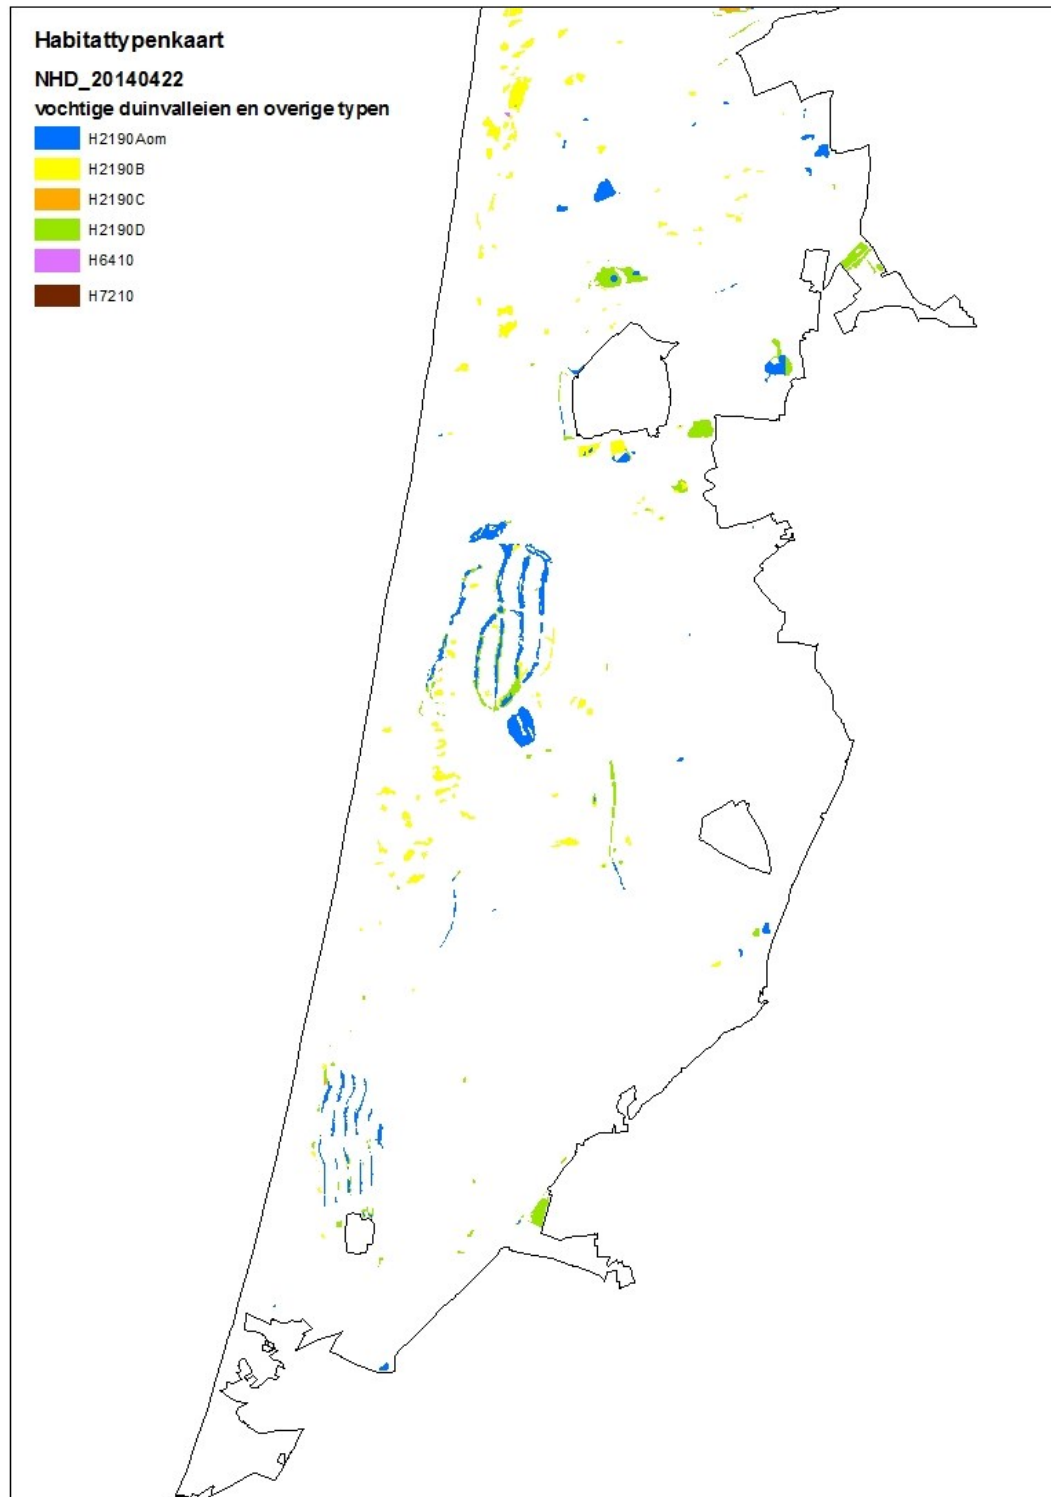 Habitattypenkaart
NHD_20140422
vochtige duinvalleien en overige typen
H2190Aom
H2190B
H2190C
H2190D
H6410
H7210